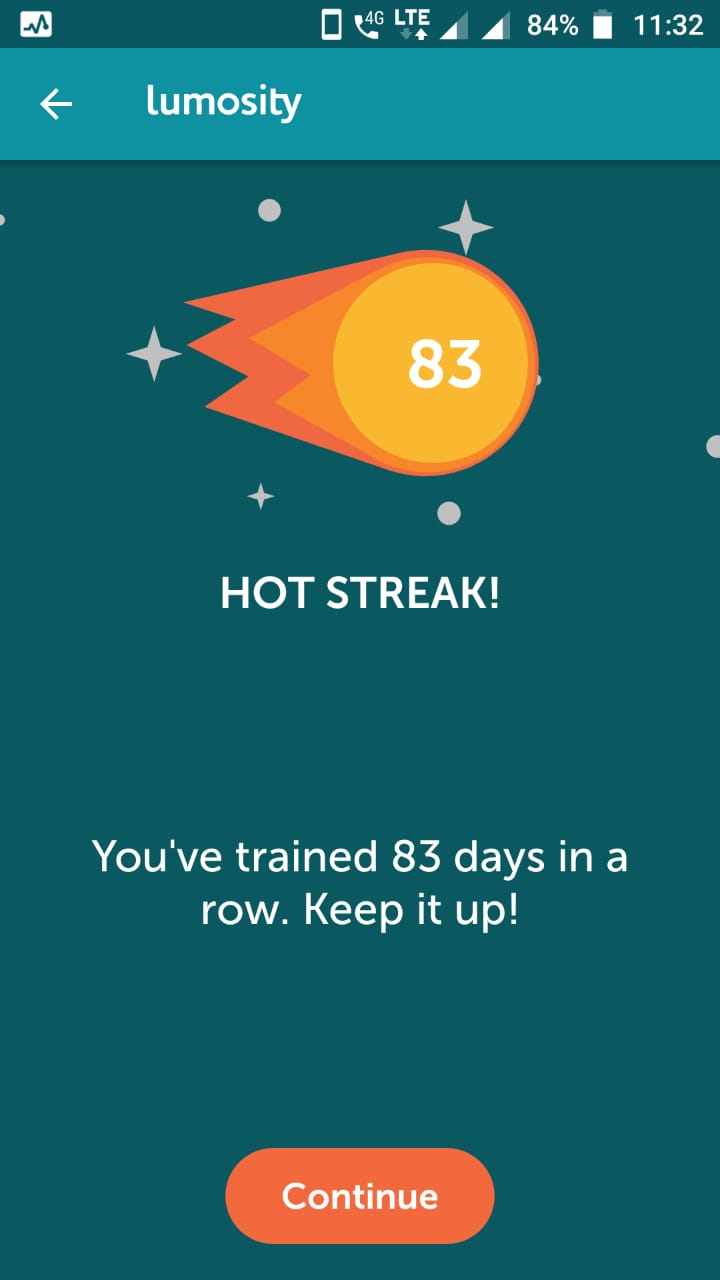 4G LTE 84% 11:32
lumosity
83
HOT STREAK!
You've trained 83 days in a
row. Keep it up!
Continue